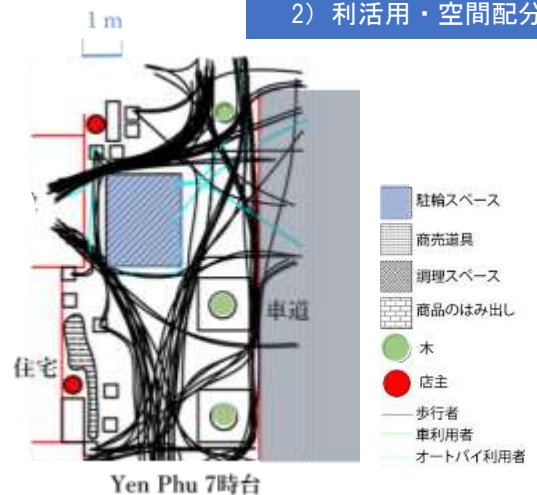 2）利活用・空間配分
1 m
車道
住宅
Yen Phu 7時台
駐輪スペース
商売道具
調理スペース
商品のはみ出し
木
店主
歩行者
車利用者
オートバイ利用者